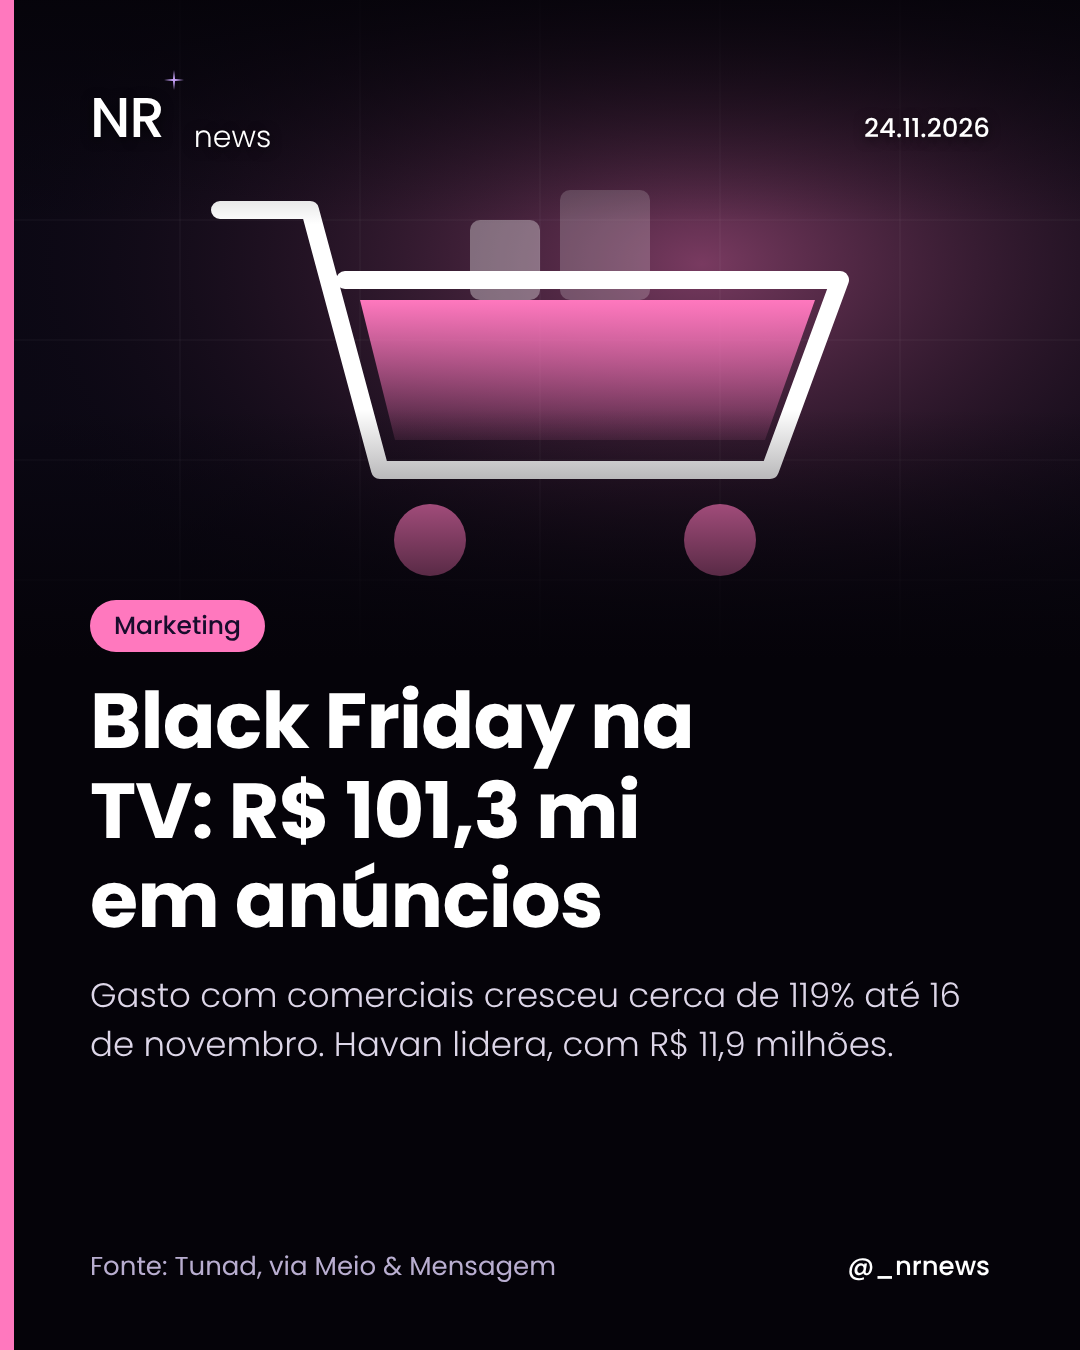 NR news
24.11.2026
Marketing
Black Friday na
TV: R$ 101,3 mi
em anúncios
Gasto com comerciais cresceu cerca de 119% até 16
de novembro. Havan lidera, com R$ 11,9 milhões.
Fonte: Tunad, via Meio & Mensagem
@_nrnews